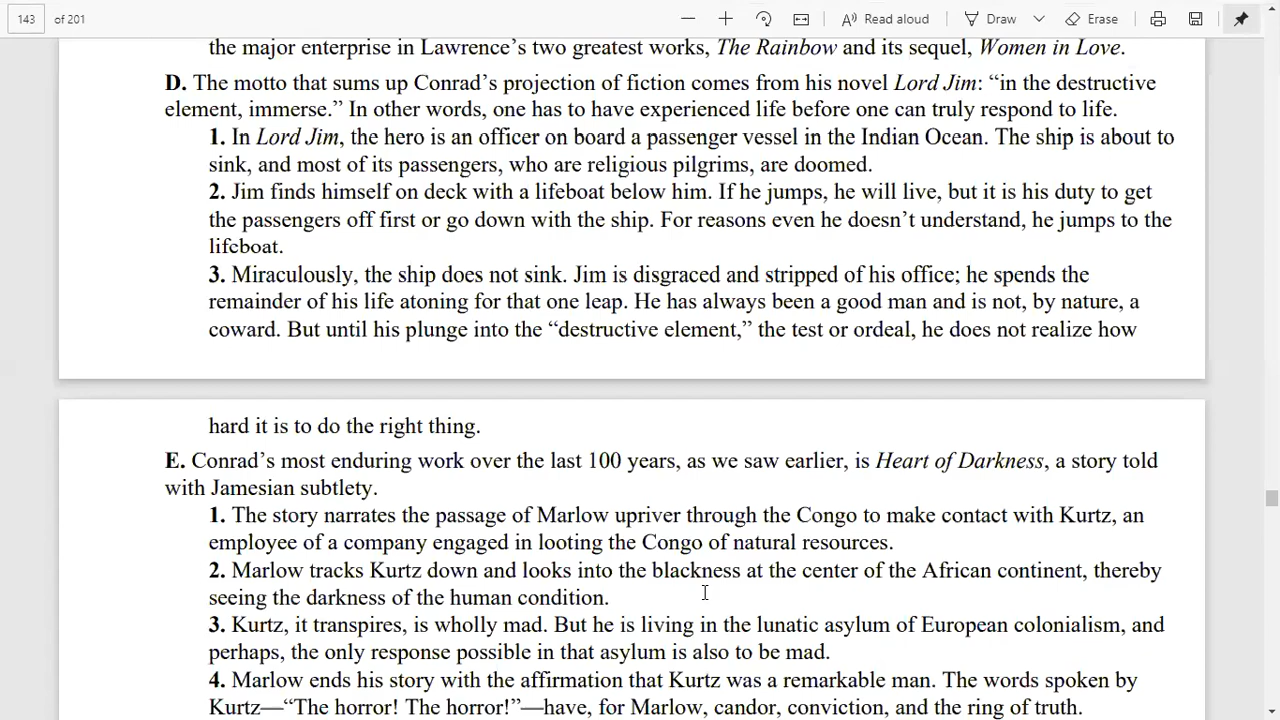 143 of 201 Read aloud Draw Erase
the major enterprise in Lawrence’s two greatest works, The Rainbow and its sequel, Women in Love.
D. The motto that sums up Conrad’s projection of fiction comes from his novel Lord Jim: “in the destructive
element, immerse.” In other words, one has to have experienced life before one can truly respond to life.
1. In Lord Jim, the hero is an officer on board a passenger vessel in the Indian Ocean. The ship is about to
sink, and most of its passengers, who are religious pilgrims, are doomed.
2. Jim finds himself on deck with a lifeboat below him. If he jumps, he will live, but it is his duty to get
the passengers off first or go down with the ship. For reasons even he doesn’t understand, he jumps to the
lifeboat.
3. Miraculously, the ship does not sink. Jim is disgraced and stripped of his office; he spends the
remainder of his life atoning for that one leap. He has always been a good man and is not, by nature, a
coward. But until his plunge into the “destructive element,” the test or ordeal, he does not realize how
hard it is to do the right thing.
E. Conrad’s most enduring work over the last 100 years, as we saw earlier, is Heart of Darkness, a story told
with Jamesian subtlety.
1. The story narrates the passage of Marlow upriver through the Congo to make contact with Kurtz, an
employee of a company engaged in looting the Congo of natural resources.
2. Marlow tracks Kurtz down and looks into the blackness at the center of the African continent, thereby
seeing the darkness of the human condition.
3. Kurtz, it transpires, is wholly mad. But he is living in the lunatic asylum of European colonialism, and
perhaps, the only response possible in that asylum is also to be mad.
4. Marlow ends his story with the affirmation that Kurtz was a remarkable man. The words spoken by
Kurtz—“The horror! The horror!”—have, for Marlow, candor, conviction, and the ring of truth.